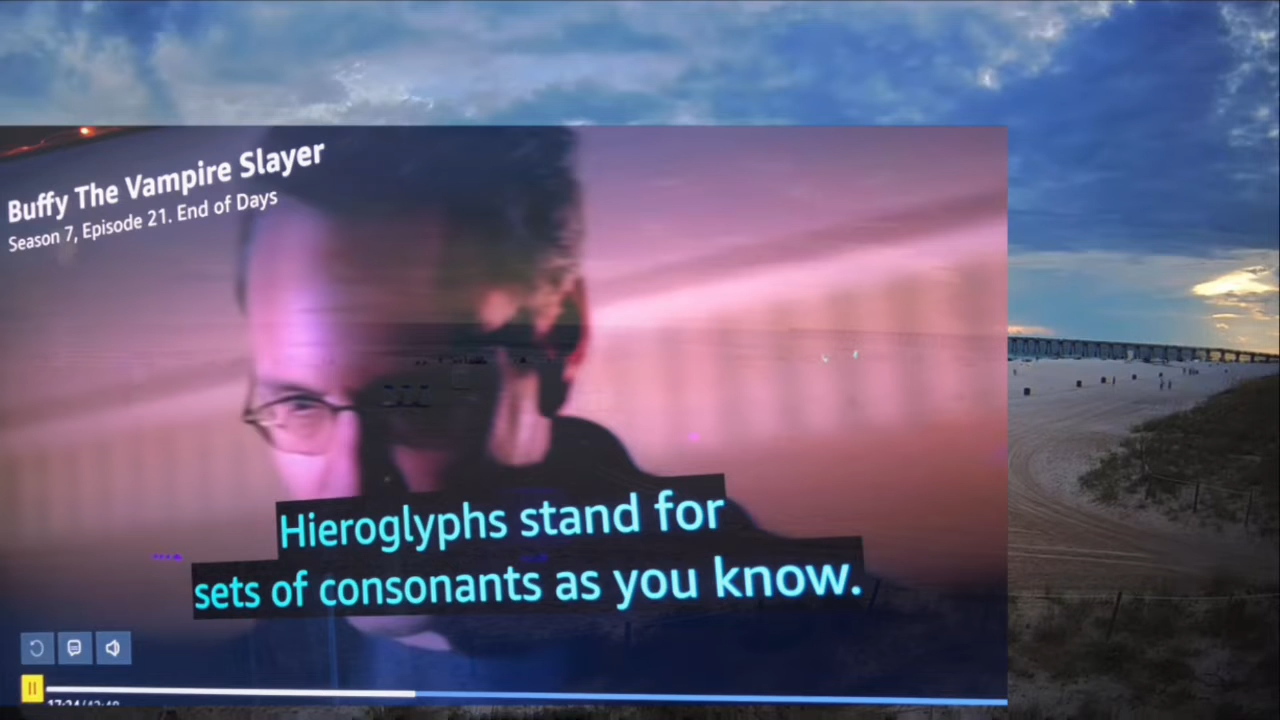 Buffy The Vampire Slayer
Season 7, Episode 21. End of Days
Hieroglyphs stand for
sets of consonants as you know.